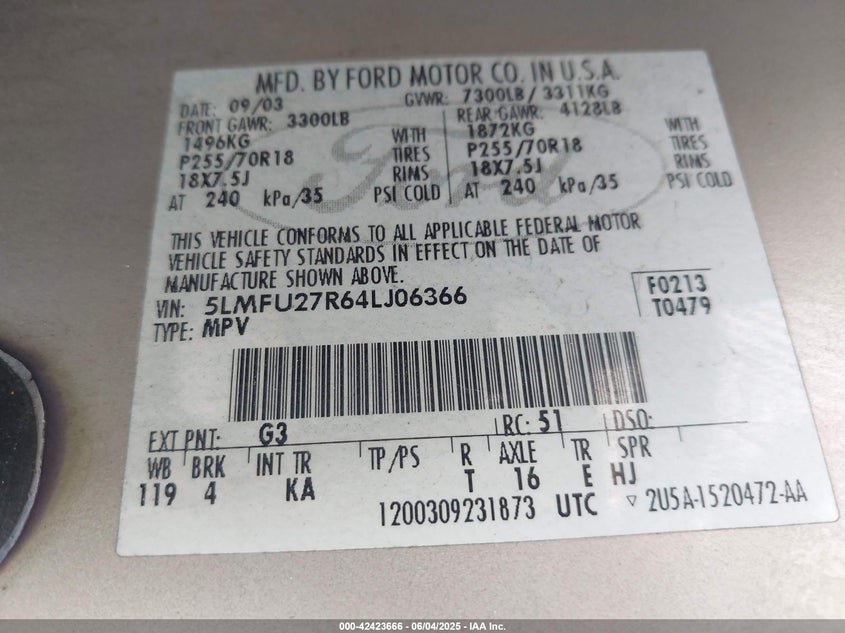 MFD. BY FORD MOTOR CO. IN U.S.A.
DATE: 09/03 GVWR: 7300LB / 3311KG
FRONT GAWR: 3300LB REAR GAWR: 4128LB
1496KG WITH 1872KG WITH
P255/70R18 TIRES P255/70R18 TIRES
18X7.5J RIMS 18X7.5J RIMS
AT 240 kPa/35 PSI COLD AT 240 kPa/35 PSI COLD
Ford
THIS VEHICLE CONFORMS TO ALL APPLICABLE FEDERAL MOTOR
VEHICLE SAFETY STANDARDS IN EFFECT ON THE DATE OF
MANUFACTURE SHOWN ABOVE.
VIN: 5LMFU27R64LJ06366 F0213
TYPE: MPV T0479
EXT PNT: G3 RC: 51 DSO:
WB BRK INT TR TP/PS R AXLE TR SPR
119 4 KA T 16 E HJ
1200309231873 UTC ▽ 2U5A-1520472-AA
000-42423666 - 06/04/2025 - IAA Inc.